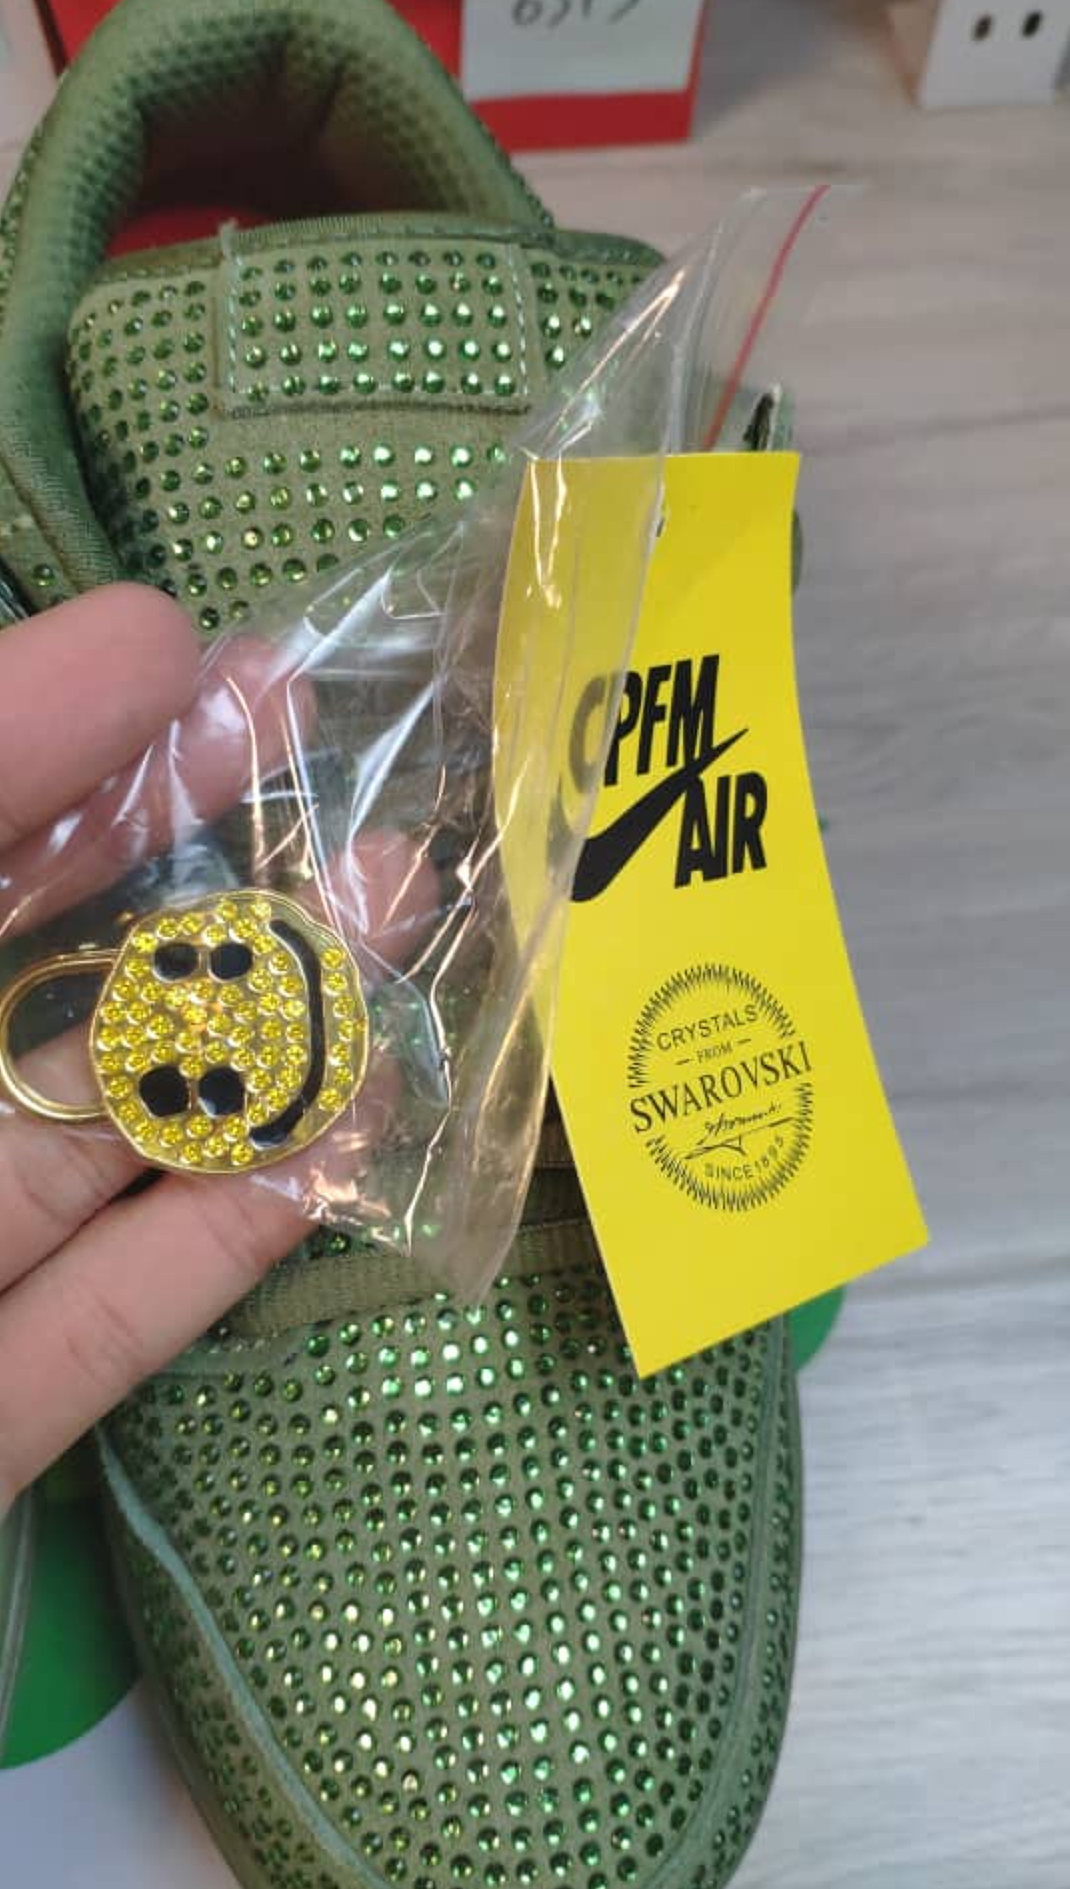 CPFM
AIR
CRYSTALS
— FROM —
SWAROVSKI
SINCE 1895